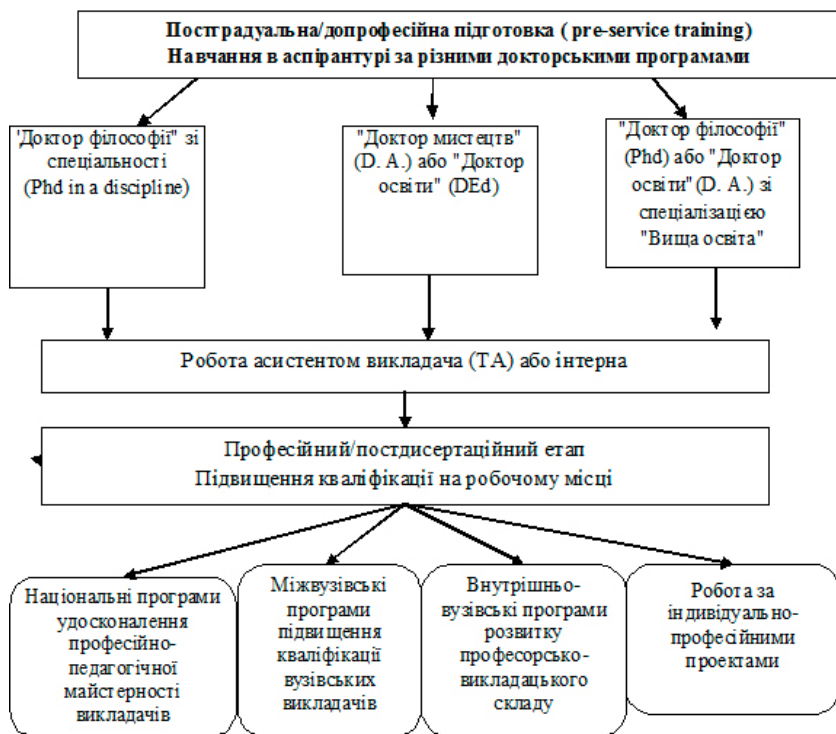 Постградуальна/допрофесійна підготовка ( pre-service training)
Навчання в аспірантурі за різними докторськими програмами
'Доктор філософії" зі
спеціальності
(Phd in a discipline)
"Доктор мистецтв"
(D. A.) або "Доктор
освіти" (DEd)
"Доктор філософії"
(Phd) або "Доктор
освіти" (D. A.) зі
спеціалізацією
"Вища освіта"
Робота асистентом викладача (ТА) або інтерна
Професійний/постдисертаційний етап
Підвищення кваліфікації на робочому місці
Національні програми
удосконалення
професійно-
педагогічної
майстерності
викладачів
Міжвузівські
програми
підвищення
кваліфікації
вузівських
викладачів
Внутрішньо-
вузівські програми
розвитку
професорсько-
викладацького
складу
Робота за
індивідуально-
професійними
проектами